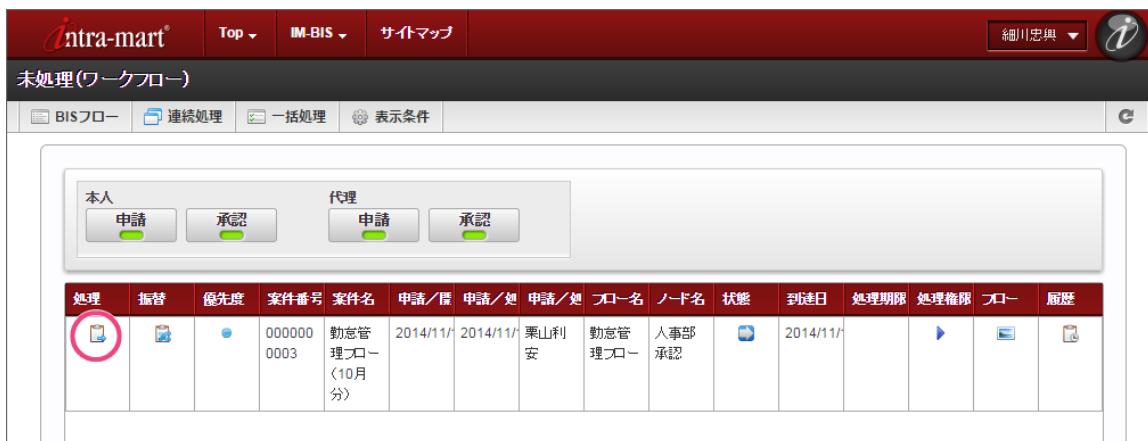 intra-mart® Top IM-BIS サイトマップ 細川忠興
未処理(ワークフロー)
BISフロー 連続処理 一括処理 表示条件
本人 代理
申請 承認 申請 承認
処理 振替 優先度 案件番号 案件名 申請/開 申請/処 申請/処 フロー名 ノード名 状態 到達日 処理期限 処理権限 フロー 履歴
000000 勤怠管 2014/11/ 2014/11/ 栗山利 勤怠管 人事部 2014/11/
0003 理フロー 安 理フロー 承認
(10月
分)